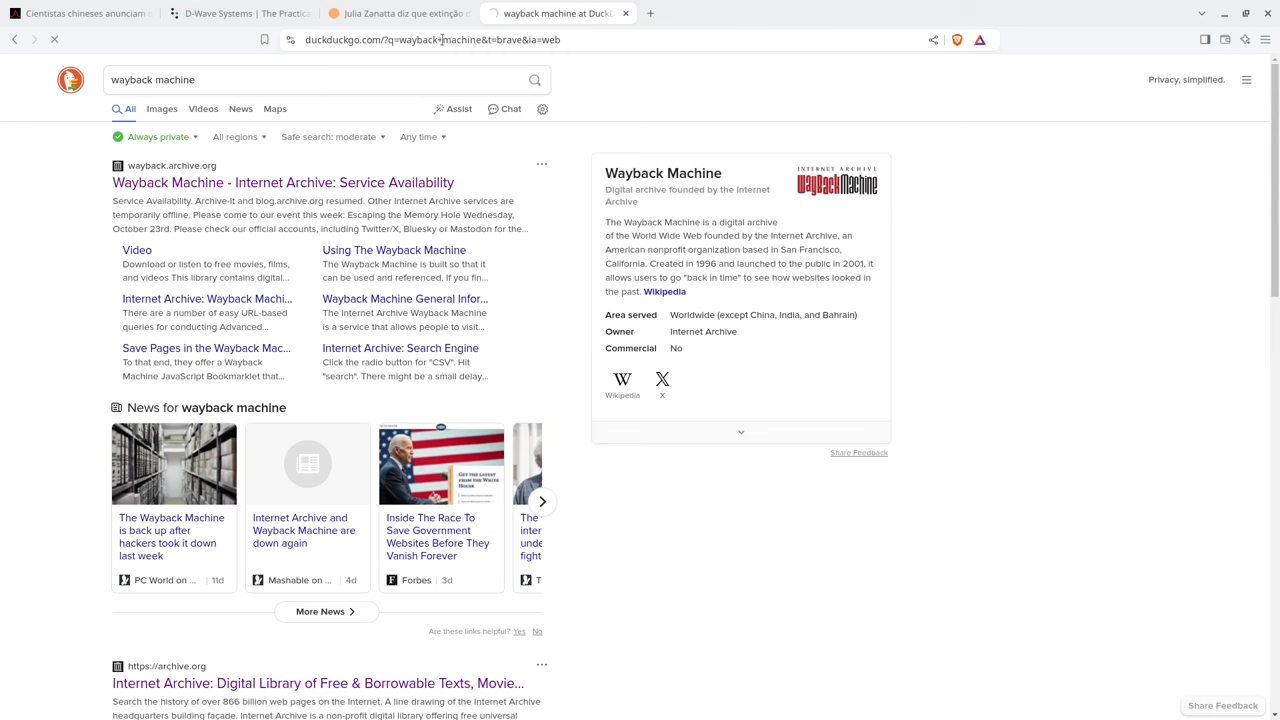 Cientistas chineses anunciam d
D-Wave Systems | The Practica
Julia Zanatta diz que extinção d
wayback machine at DuckD
duckduckgo.com/?q=wayback+machine&t=brave&ia=web
wayback machine
Privacy, simplified.
All
Images
Videos
News
Maps
Assist
Chat
Always private
All regions
Safe search: moderate
Any time
wayback.archive.org
Wayback Machine - Internet Archive: Service Availability
Service Availability. Archive-It and blog.archive.org resumed. Other Internet Archive services are
temporarily offline. Please come to our event this week: Escaping the Memory Hole Wednesday,
October 23rd. Please check our official accounts, including Twitter/X, Bluesky or Mastodon for the...
Video
Download or listen to free movies, films,
and videos This library contains digital...
Using The Wayback Machine
The Wayback Machine is built so that it
can be used and referenced. If you fin...
Internet Archive: Wayback Machi...
There are a number of easy URL-based
queries for conducting Advanced...
Wayback Machine General Infor...
The Internet Archive Wayback Machine
is a service that allows people to visit...
Save Pages in the Wayback Mac...
To that end, they offer a Wayback
Machine JavaScript Bookmarklet that...
Internet Archive: Search Engine
Click the radio button for "CSV". Hit
"search". There might be a small delay...
News for wayback machine
The Wayback Machine
is back up after
hackers took it down
last week
PC World on ...
11d
Internet Archive and
Wayback Machine are
down again
Mashable on ...
4d
GET THE LATEST
FROM THE WHITE
HOUSE
Inside The Race To
Save Government
Websites Before They
Vanish Forever
Forbes
3d
The
inter
unde
fight
T
More News
Are these links helpful? Yes No
https://archive.org
Internet Archive: Digital Library of Free & Borrowable Texts, Movie...
Search the history of over 866 billion web pages on the Internet. A line drawing of the Internet Archive
headquarters building façade. Internet Archive is a non-profit digital library offering free universal
Wayback Machine
Digital archive founded by the Internet
Archive
INTERNET ARCHIVE
WayBackMachine
The Wayback Machine is a digital archive
of the World Wide Web founded by the Internet Archive, an
American nonprofit organization based in San Francisco,
California. Created in 1996 and launched to the public in 2001, it
allows users to go "back in time" to see how websites looked in
the past. Wikipedia
Area served Worldwide (except China, India, and Bahrain)
Owner Internet Archive
Commercial No
W
Wikipedia
X
Share Feedback
Share Feedback